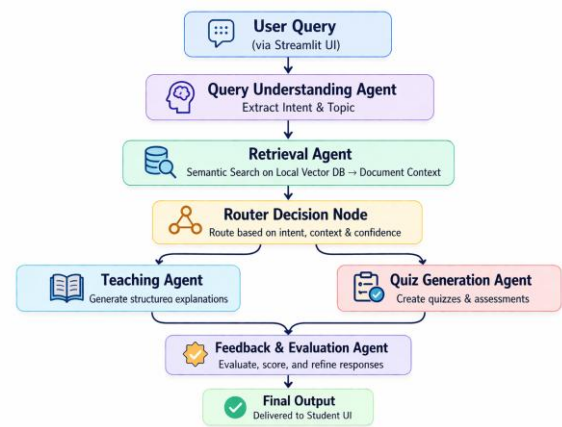 User Query
(via Streamlit UI)
Query Understanding Agent
Extract Intent & Topic
Retrieval Agent
Semantic Search on Local Vector DB → Document Context
Router Decision Node
Route based on intent, context & confidence
Teaching Agent
Generate structured explanations
Quiz Generation Agent
Create quizzes & assessments
Feedback & Evaluation Agent
Evaluate, score, and refine responses
Final Output
Delivered to Student UI